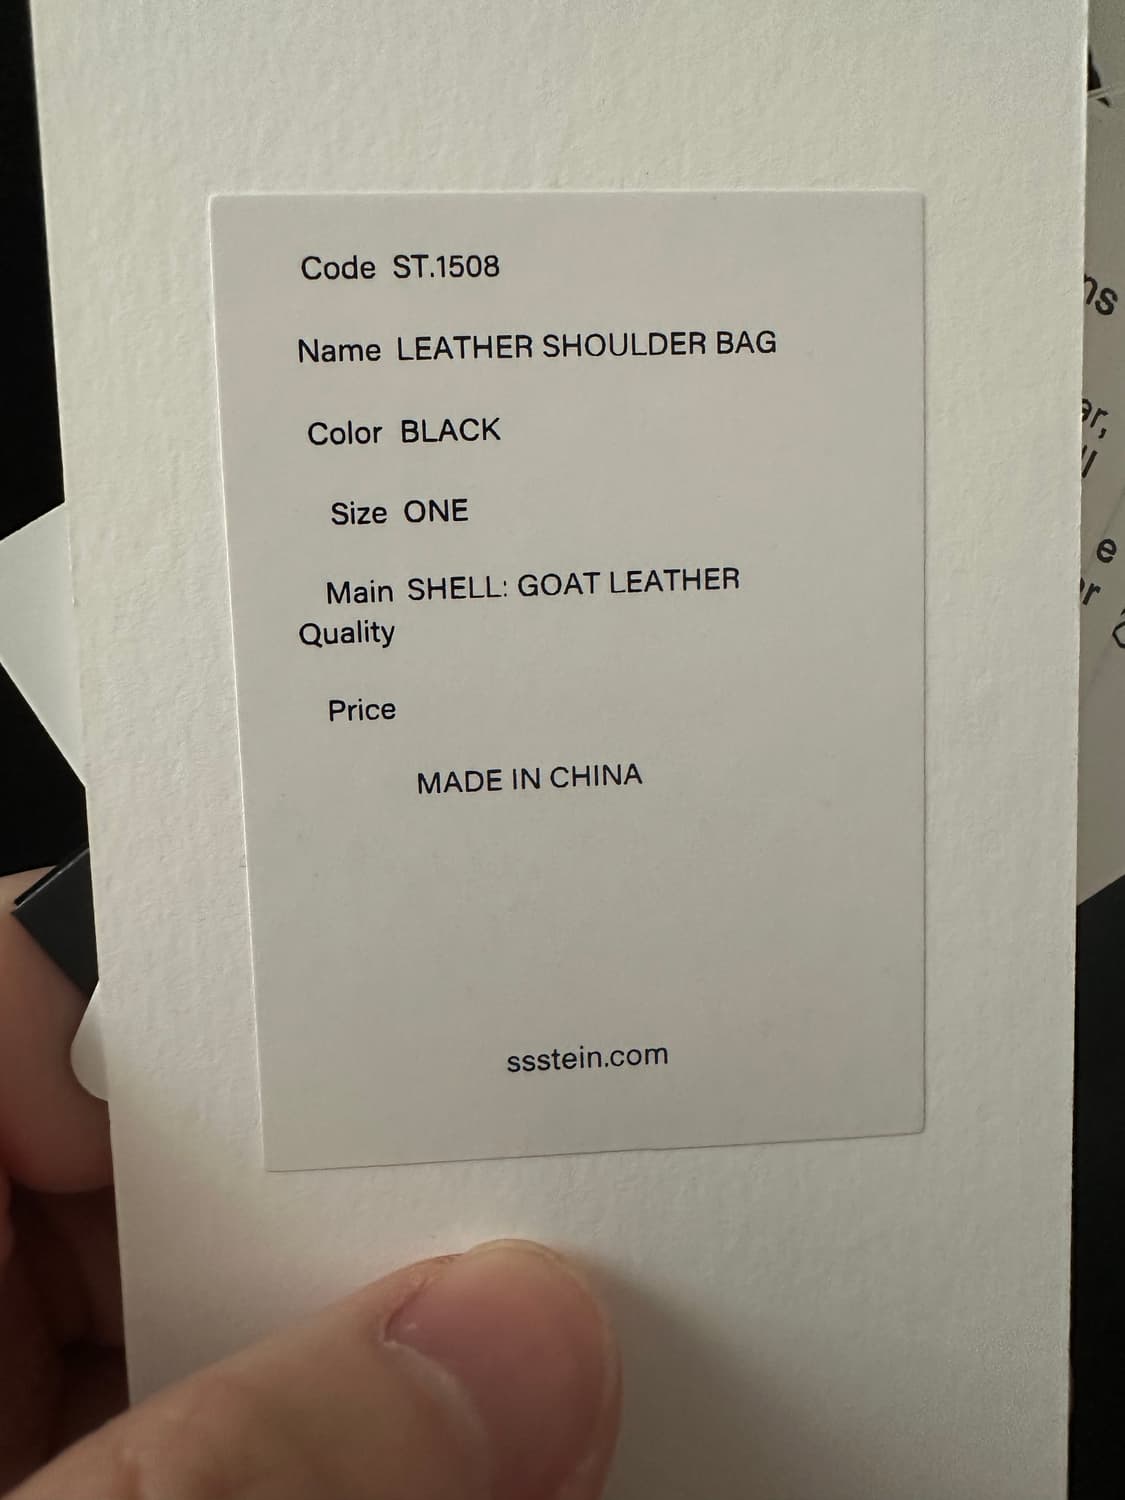 Code ST.1508
Name LEATHER SHOULDER BAG
Color BLACK
Size ONE
Main SHELL: GOAT LEATHER
Quality
Price
MADE IN CHINA
ssstein.com